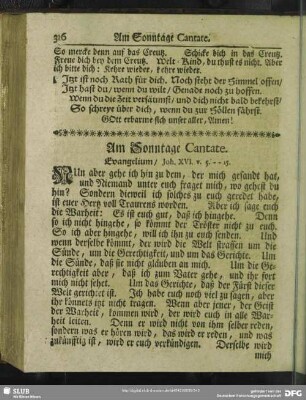 316 Am Sonntage Cantate.
So mercke denn auf das Creutz. Schicke dich in das Creutz.
Freue dich bey dem Creutz. Welt-Kind, du thust es nicht. Aber
ich bitte dich: Kehre wieder, kehre wieder.
Itzt ist noch Rath für dich. Noch steht der Himmel offen/
Itzt hast du / wenn du wilt / Genade noch zu hoffen.
Wenn du die Zeit versäumst / und dich nicht bald bekehrst /
So schreyt über dich, wenn du zur Höllen fährest.
GOtt erbarme sich unser aller, Amen!
Am Sonntage Cantate.
Evangelium / Joh. XVI. v. 5. -- 15.
NUn aber gehe ich hin zu dem, der mich gesandt hat,
und Niemand unter euch fraget mich, wo gehest du
hin? Sondern dieweil ich solches zu euch geredet habe,
ist euer Hertz voll Traurens worden. Aber ich sage euch
die Warheit: Es ist euch gut, daß ich hingehe. Denn
so ich nicht hingehe, so kömmt der Tröster nicht zu euch.
So ich aber hingehe, will ich ihn zu euch senden. Und
wenn derselbe kömmt, der wird die Welt straffen um die
Sünde, um die Gerechtigkeit, und um das Gerichte. Um
die Sünde, daß sie nicht gläuben an mich. Um die Ge-
rechtigkeit aber, daß ich zum Vater gehe, und ihr fort
mich nicht sehet. Um das Gerichte, daß der Fürst dieser
Welt gerichtet ist. Ich habe euch noch viel zu sagen, aber
ihr könnets itzt nicht tragen. Wenn aber jener, der Geist
der Warheit, kommen wird, der wird euch in alle War-
heit leiten. Denn er wird nicht von ihm selber reden,
sondern was er hören wird, das wird er reden, und was
zukünfftig ist, wird er euch verkündigen. Derselbe wird
mich
SLUB